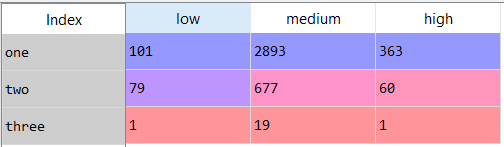 Index low medium high
one 101 2893 363
two 79 677 60
three 1 19 1